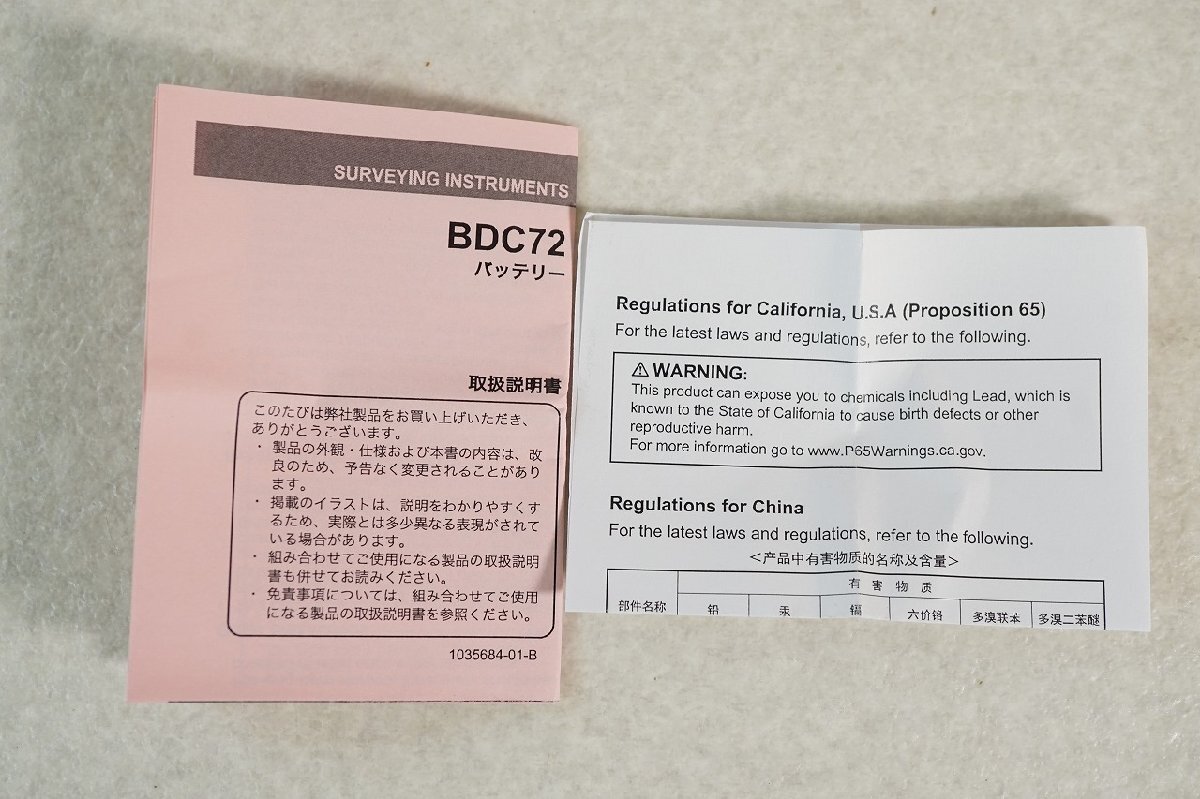 SURVEYING INSTRUMENTS
BDC72
バッテリー
取扱説明書
このたびは弊社製品をお買い上げいただき、
ありがとうございます。
・ 製品の外観・仕様および本書の内容は、改
良のため、予告なく変更されることがあり
ます。
・ 掲載のイラストは、説明をわかりやすくす
るため、実際とは多少異なる表現がされて
いる場合があります。
・ 組み合わせてご使用になる製品の取扱説明
書も併せてお読みください。
・ 免責事項については、組み合わせてご使用
になる製品の取扱説明書を参照ください。
1035684-01-B
Regulations for California, U.S.A (Proposition 65)
For the latest laws and regulations, refer to the following.
⚠ WARNING:
This product can expose you to chemicals including Lead, which is
known to the State of California to cause birth defects or other
reproductive harm.
For more information go to www.P65Warnings.ca.gov.
Regulations for China
For the latest laws and regulations, refer to the following.
<产品中有害物质的名称及含量>
有 害 物 质
部件名称 铅 汞 镉 六价铬 多溴联苯 多溴二苯醚